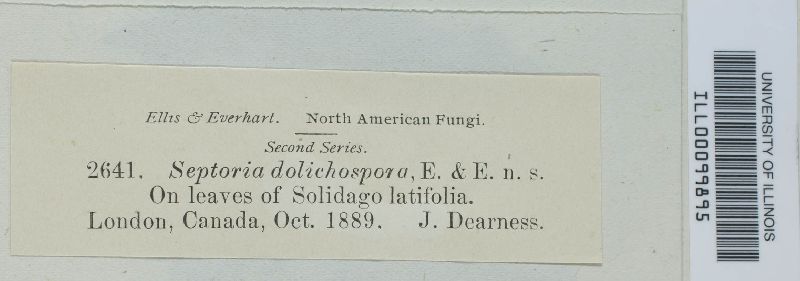 Ellis & Everhart. North American Fungi.
Second Series.
2641. Septoria dolichospora, E. & E. n. s.
On leaves of Solidago latifolia.
London, Canada, Oct. 1889. J. Dearness.
UNIVERSITY OF ILLINOIS
ILL00099895